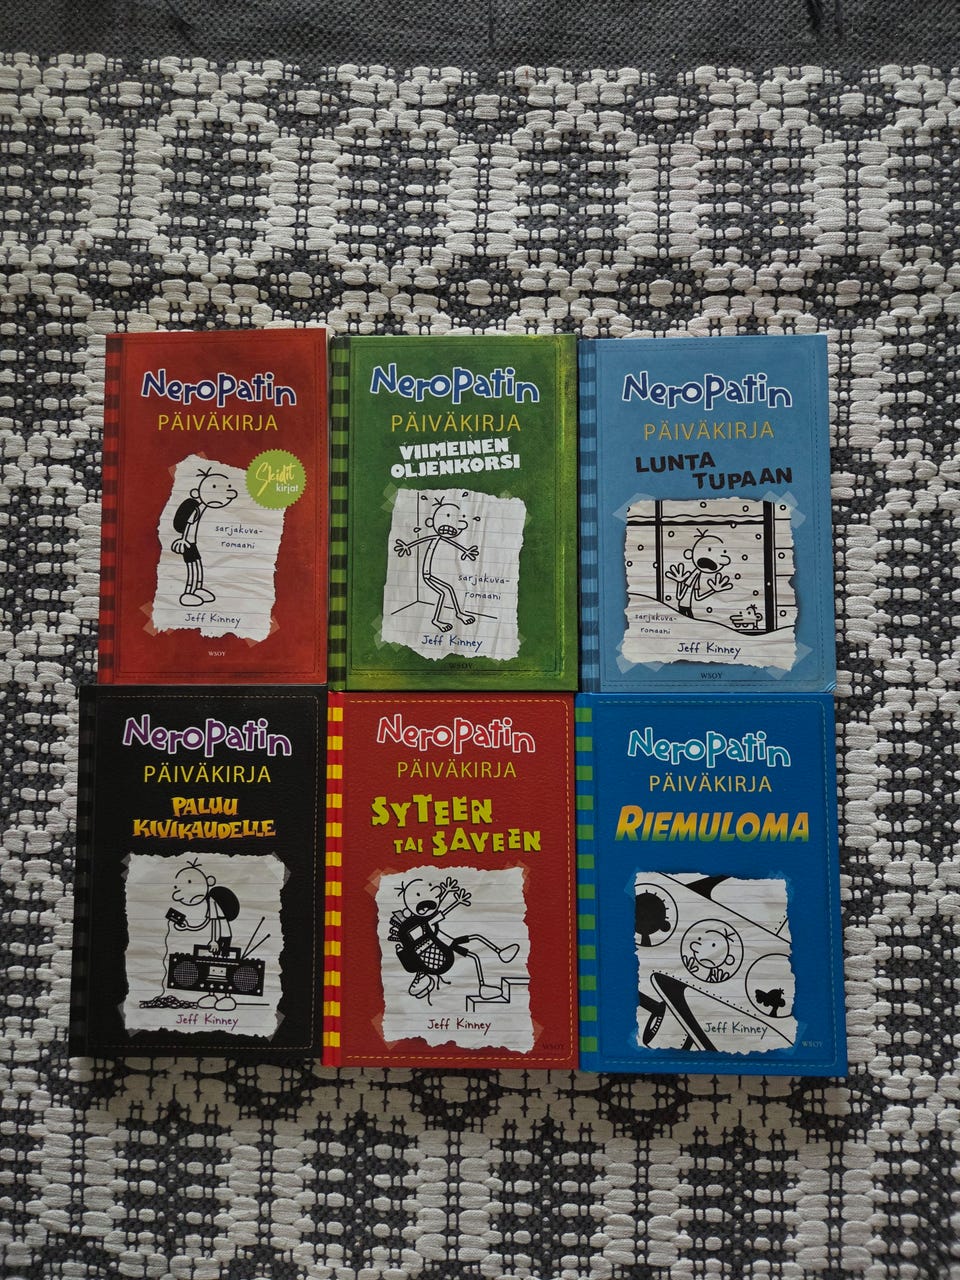 Neropatin
PÄIVÄKIRJA
Skidit
kirjat
sarjakuva-
romaani
Jeff Kinney
WSOY
Neropatin
PÄIVÄKIRJA
VIIMEINEN
OLJENKORSI
sarjakuva-
romaani
Jeff Kinney
WSOY
Neropatin
PÄIVÄKIRJA
LUNTA
TUPAAN
sarjakuva-
romaani
Jeff Kinney
WSOY
Neropatin
PÄIVÄKIRJA
PALUU
KIVIKAUDELLE
Jeff Kinney
Neropatin
PÄIVÄKIRJA
SYTEEN
TAI SAVEEN
Jeff Kinney
WSOY
Neropatin
PÄIVÄKIRJA
RIEMULOMA
Jeff Kinney
WSOY